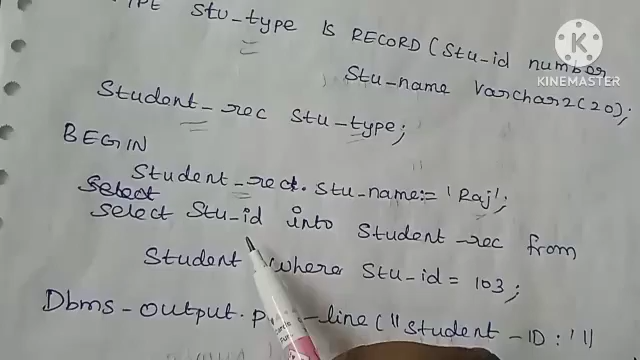 TYPE Stu_type IS RECORD (Stu_id number,
Stu_name Varchar2(20);
Student_rec Stu_type;
BEGIN
Student_rec. Stu_name:= 'Raj';
Select
Select Stu_id into Student_rec from
Student where Stu_id = 103;
Dbms_output. line("Student_ID:'||
K
KINEMASTER